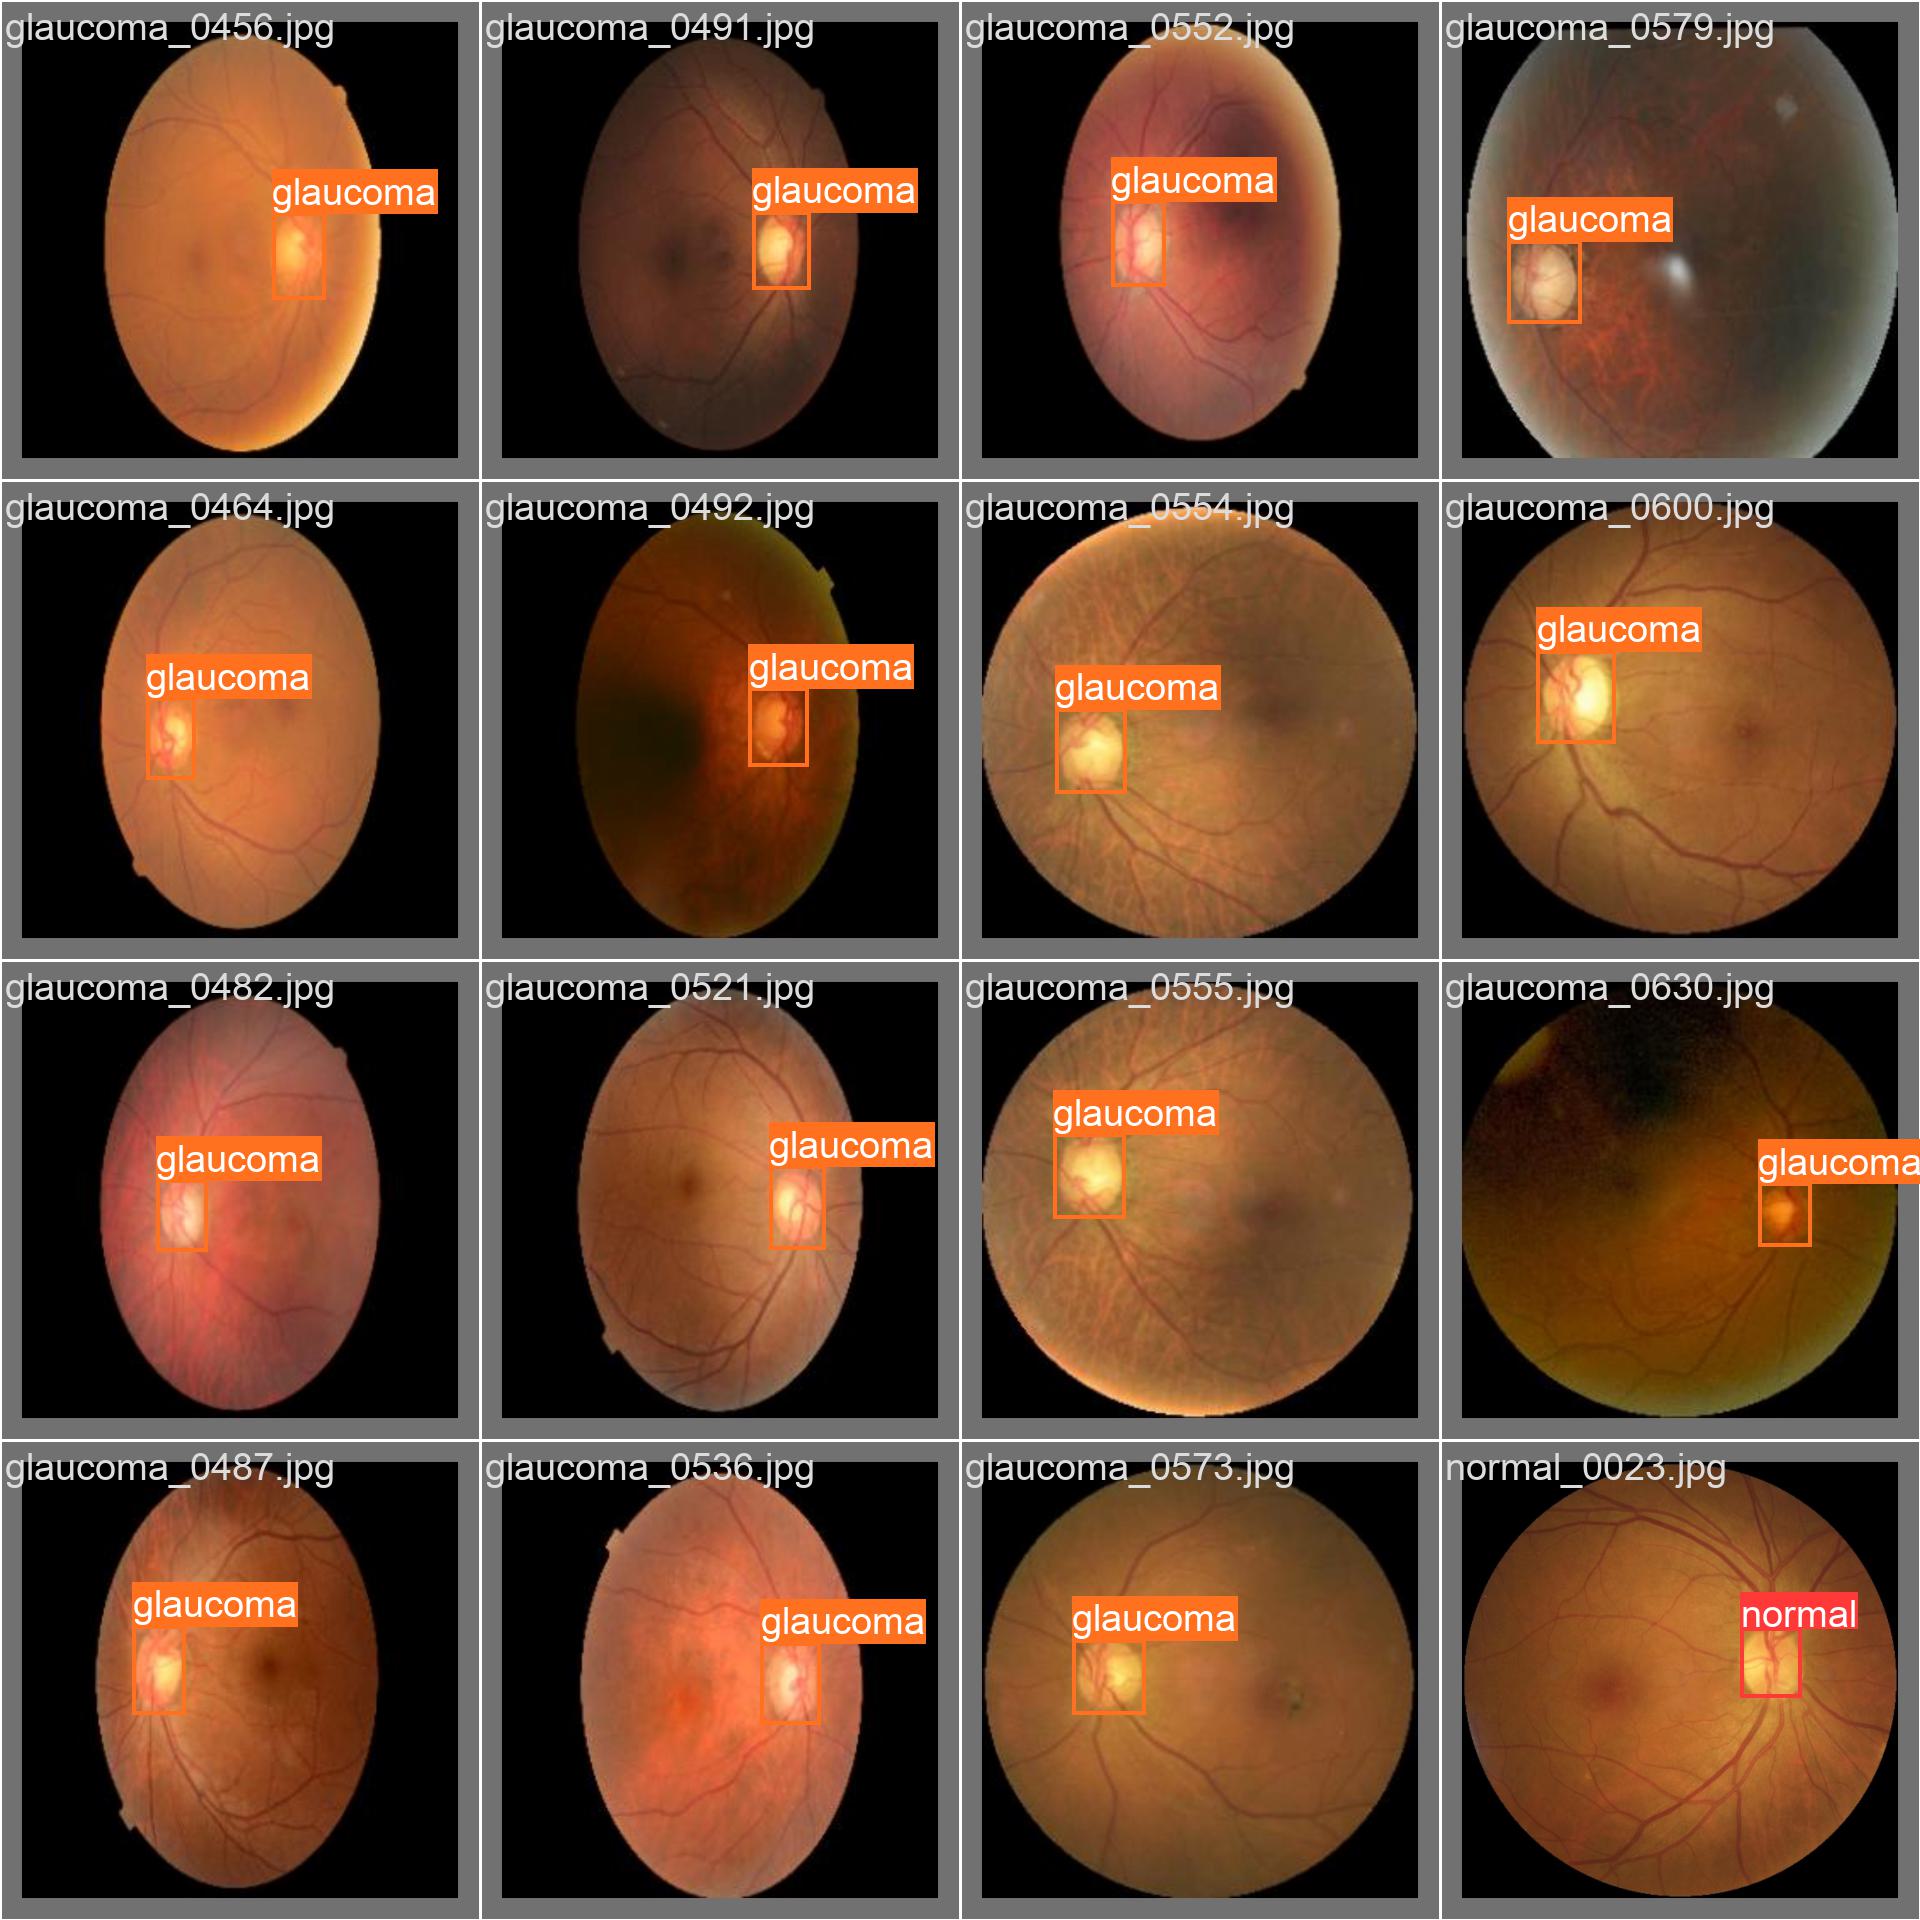 glaucoma_0456.jpg
glaucoma
glaucoma_0491.jpg
glaucoma
glaucoma_0552.jpg
glaucoma
glaucoma_0579.jpg
glaucoma
glaucoma_0464.jpg
glaucoma
glaucoma_0492.jpg
glaucoma
glaucoma_0554.jpg
glaucoma
glaucoma_0600.jpg
glaucoma
glaucoma_0482.jpg
glaucoma
glaucoma_0521.jpg
glaucoma
glaucoma_0555.jpg
glaucoma
glaucoma_0630.jpg
glaucoma
glaucoma_0487.jpg
glaucoma
glaucoma_0536.jpg
glaucoma
glaucoma_0573.jpg
glaucoma
normal_0023.jpg
normal